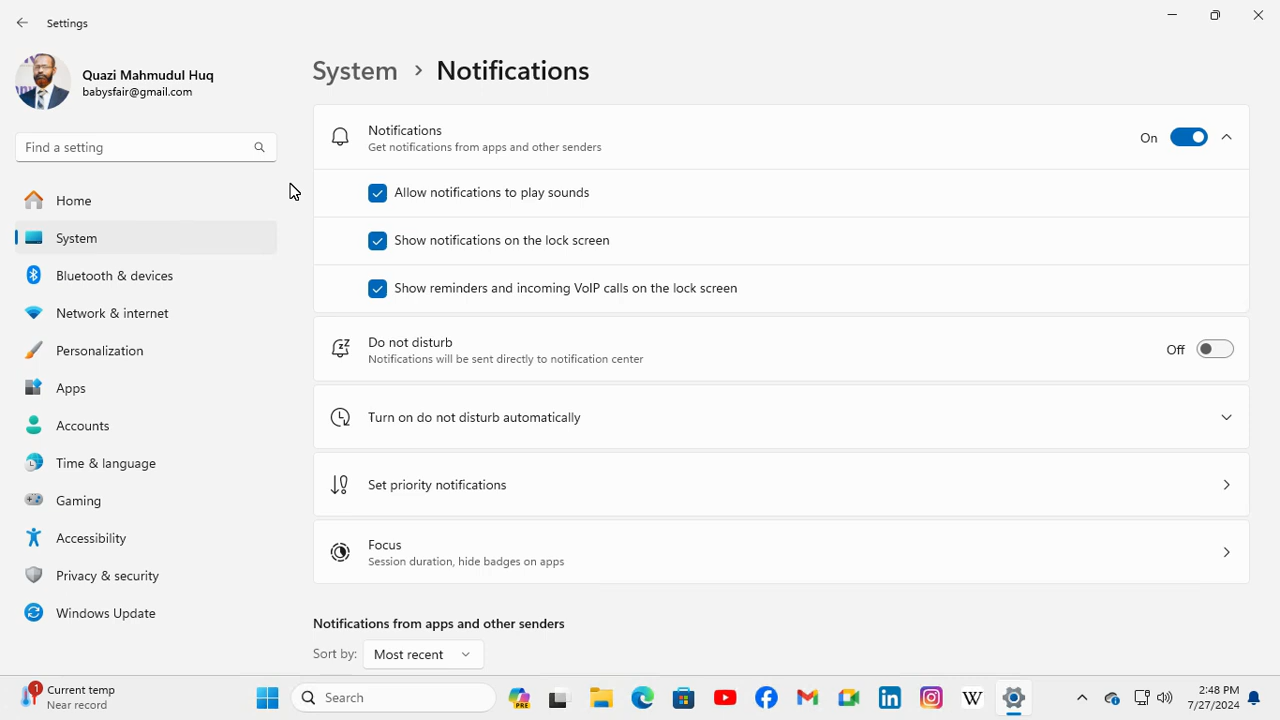 Settings
Quazi Mahmudul Huq
babysfair@gmail.com
Find a setting
Home
System
Bluetooth & devices
Network & internet
Personalization
Apps
Accounts
Time & language
Gaming
Accessibility
Privacy & security
Windows Update
System > Notifications
Notifications
Get notifications from apps and other senders
On
Allow notifications to play sounds
Show notifications on the lock screen
Show reminders and incoming VoIP calls on the lock screen
Do not disturb
Notifications will be sent directly to notification center
Off
Turn on do not disturb automatically
Set priority notifications
Focus
Session duration, hide badges on apps
Notifications from apps and other senders
Sort by: Most recent
1
Current temp
Near record
Search
PRE
W
2:48 PM
7/27/2024